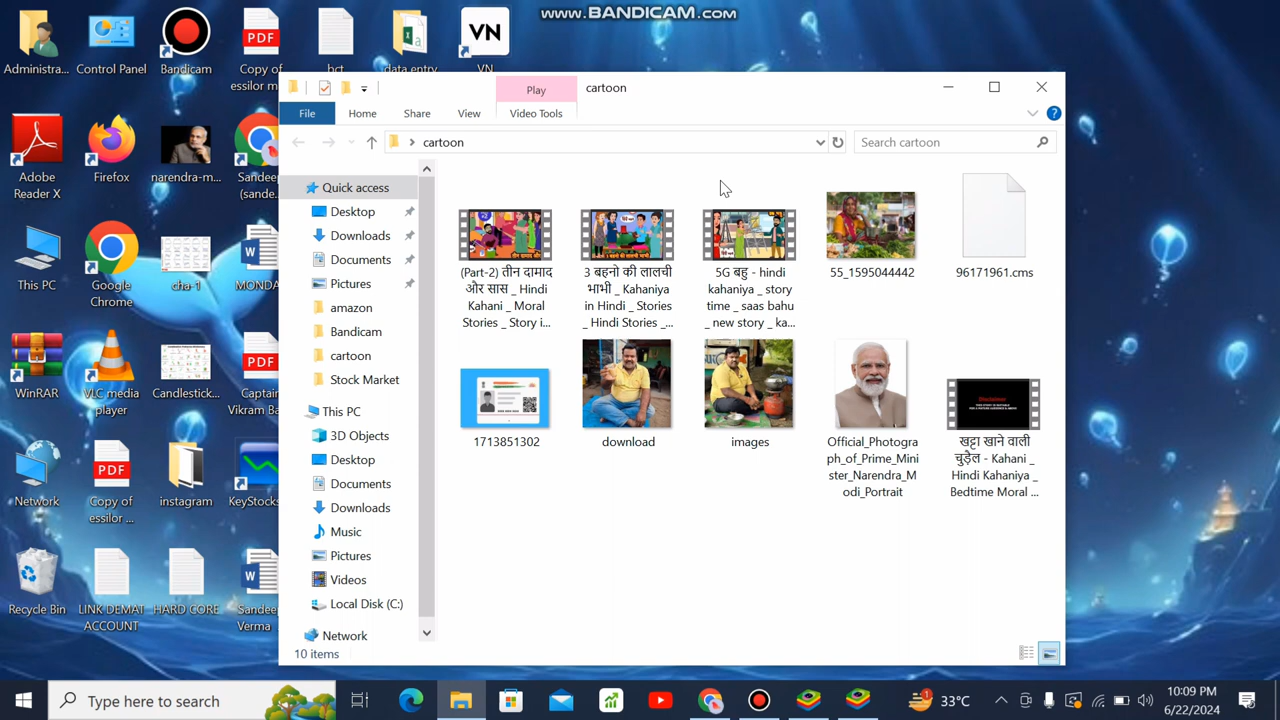 www.BANDICAM.com
Administra...
Control Panel
Bandicam
Copy of
essilor m
bct
data entry
VN
Adobe
Reader X
Firefox
narendra-m...
Sandeep
(sande.
This PC
Google
Chrome
cha-1
MONDA
WinRAR
VLC media
player
Candlestick...
Captain
Vikram Ba
Network
Copy of
essilor ...
instagram
KeyStocks
Recycle Bin
LINK DEMAT
ACCOUNT
HARD CORE
Sandeep
Verma
Play
cartoon
File
Home
Share
View
Video Tools
cartoon
Search cartoon
Quick access
Desktop
Downloads
Documents
Pictures
amazon
Bandicam
cartoon
Stock Market
This PC
3D Objects
Desktop
Documents
Downloads
Music
Pictures
Videos
Local Disk (C:)
Network
10 items
(Part-2) तीन दामाद
और सास _ Hindi
Kahani _ Moral
Stories _ Story i...
3 बहनो की लालची
भाभी _ Kahaniya
in Hindi _ Stories
_ Hindi Stories _...
5G बहु - hindi
kahaniya _ story
time _ saas bahu
_ new story _ ka...
55_1595044442
96171961.cms
1713851302
download
images
Official_Photogra
ph_of_Prime_Mini
ster_Narendra_M
odi_Portrait
Disclaimer
खट्टा खाने वाली
चुड़ैल - Kahani _
Hindi Kahaniya _
Bedtime Moral ...
Type here to search
33°C
10:09 PM
6/22/2024